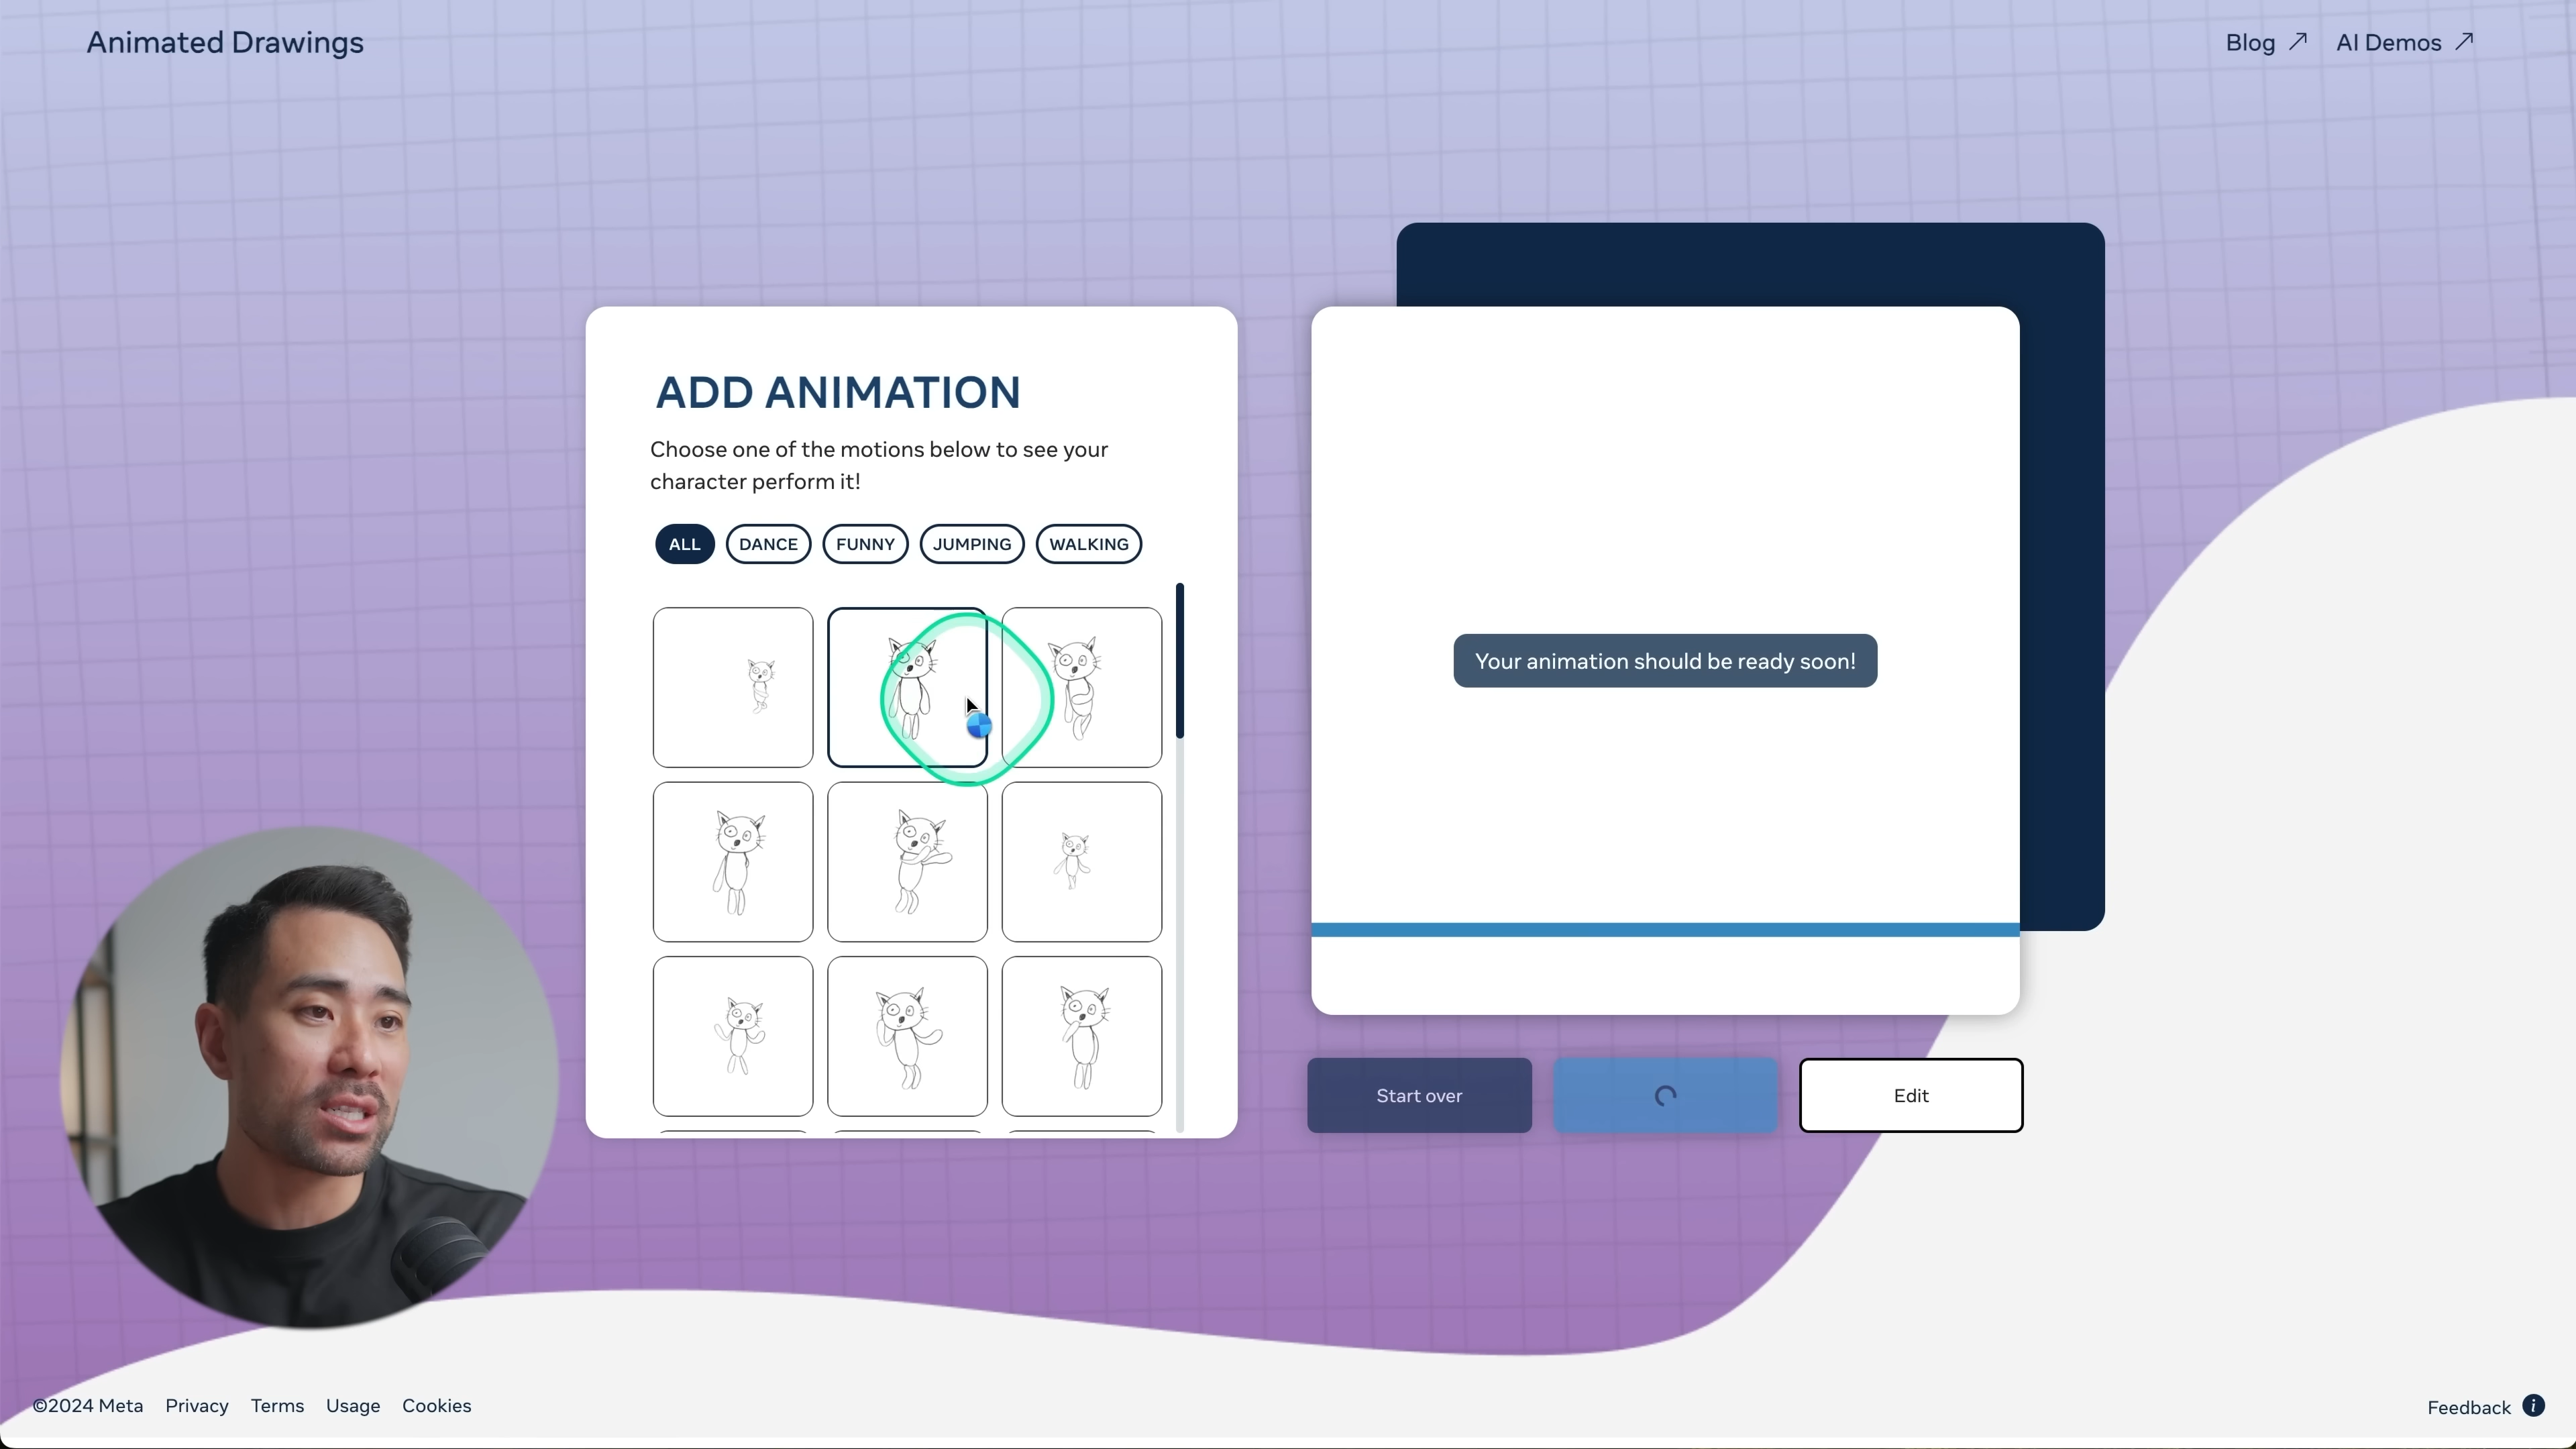 Animated Drawings
Blog
AI Demos
ADD ANIMATION
Choose one of the motions below to see your
character perform it!
ALL
DANCE
FUNNY
JUMPING
WALKING
Your animation should be ready soon!
Start over
Edit
©2024 Meta
Privacy
Terms
Usage
Cookies
Feedback
i